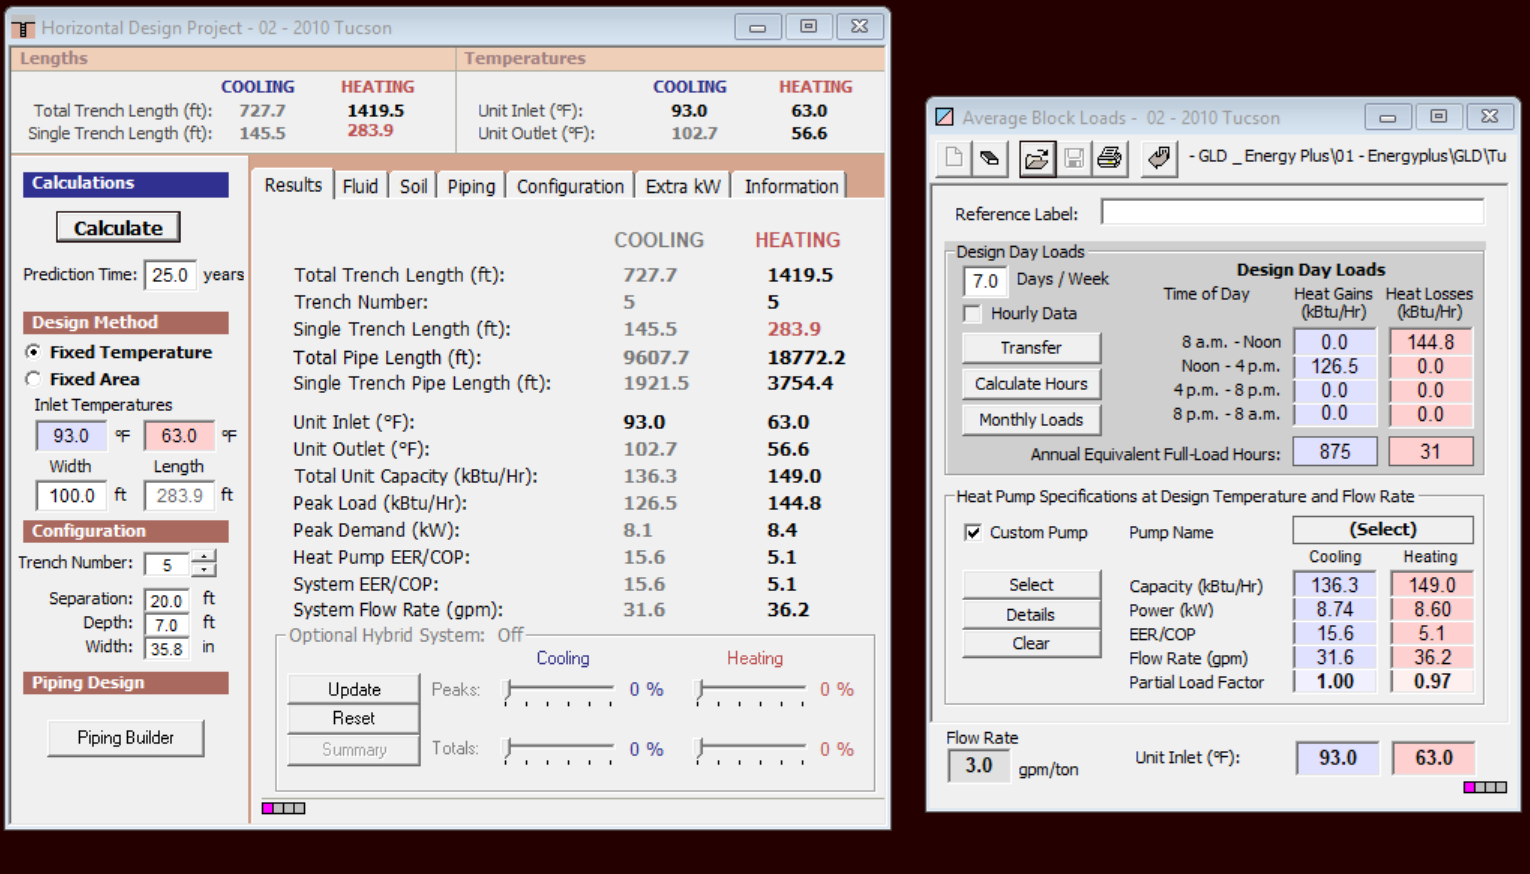 Horizontal Design Project - 02 - 2010 Tucson
Lengths
Temperatures
COOLING HEATING
COOLING HEATING
Total Trench Length (ft): 727.7 1419.5
Unit Inlet (ºF): 93.0 63.0
Single Trench Length (ft): 145.5 283.9
Unit Outlet (ºF): 102.7 56.6
Calculations
Calculate
Prediction Time: 25.0 years
Design Method
Fixed Temperature
Fixed Area
Inlet Temperatures
93.0 ºF 63.0 ºF
Width Length
100.0 ft 283.9 ft
Configuration
Trench Number: 5
Separation: 20.0 ft
Depth: 7.0 ft
Width: 35.8 in
Piping Design
Piping Builder
Results Fluid Soil Piping Configuration Extra kW Information
COOLING HEATING
Total Trench Length (ft): 727.7 1419.5
Trench Number: 5 5
Single Trench Length (ft): 145.5 283.9
Total Pipe Length (ft): 9607.7 18772.2
Single Trench Pipe Length (ft): 1921.5 3754.4
Unit Inlet (ºF): 93.0 63.0
Unit Outlet (ºF): 102.7 56.6
Total Unit Capacity (kBtu/Hr): 136.3 149.0
Peak Load (kBtu/Hr): 126.5 144.8
Peak Demand (kW): 8.1 8.4
Heat Pump EER/COP: 15.6 5.1
System EER/COP: 15.6 5.1
System Flow Rate (gpm): 31.6 36.2
Optional Hybrid System: Off
Cooling Heating
Update Peaks: 0 % 0 %
Reset
Summary Totals: 0 % 0 %
Average Block Loads - 02 - 2010 Tucson
- GLD _ Energy Plus\01 - Energyplus\GLD\Tu
Reference Label:
Design Day Loads
7.0 Days / Week
Hourly Data
Transfer
Calculate Hours
Monthly Loads
Design Day Loads
Time of Day Heat Gains Heat Losses
(kBtu/Hr) (kBtu/Hr)
8 a.m. - Noon 0.0 144.8
Noon - 4 p.m. 126.5 0.0
4 p.m. - 8 p.m. 0.0 0.0
8 p.m. - 8 a.m. 0.0 0.0
Annual Equivalent Full-Load Hours: 875 31
Heat Pump Specifications at Design Temperature and Flow Rate
Custom Pump Pump Name (Select)
Cooling Heating
Select
Details
Clear
Capacity (kBtu/Hr) 136.3 149.0
Power (kW) 8.74 8.60
EER/COP 15.6 5.1
Flow Rate (gpm) 31.6 36.2
Partial Load Factor 1.00 0.97
Flow Rate
3.0 gpm/ton
Unit Inlet (ºF): 93.0 63.0